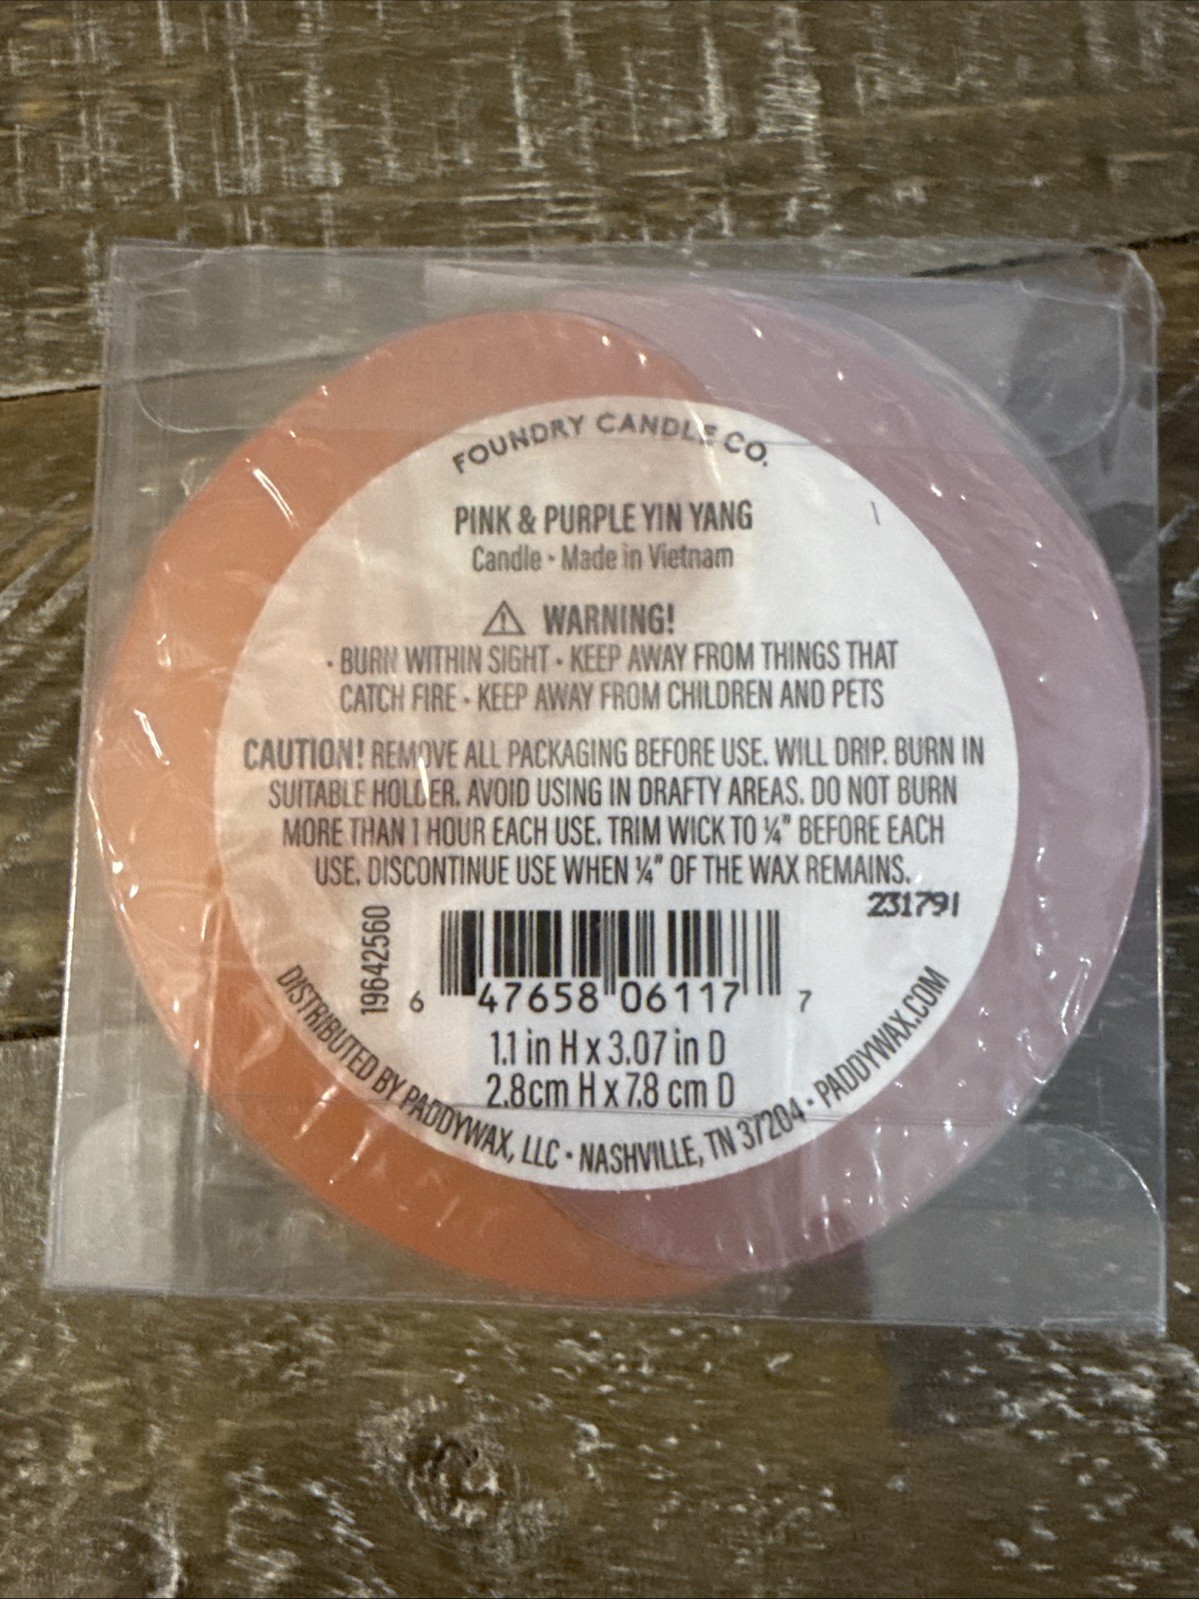 FOUNDRY CANDLE CO.
PINK & PURPLE YIN YANG
Candle • Made in Vietnam
⚠ WARNING!
• BURN WITHIN SIGHT • KEEP AWAY FROM THINGS THAT
CATCH FIRE • KEEP AWAY FROM CHILDREN AND PETS
CAUTION! REMOVE ALL PACKAGING BEFORE USE. WILL DRIP. BURN IN
SUITABLE HOLDER. AVOID USING IN DRAFTY AREAS. DO NOT BURN
MORE THAN 1 HOUR EACH USE. TRIM WICK TO ¼" BEFORE EACH
USE. DISCONTINUE USE WHEN ¼" OF THE WAX REMAINS.
231791
19642560
6 47658 06117 7
1.1 in H x 3.07 in D
2.8cm H x 7.8 cm D
DISTRIBUTED BY PADDYWAX, LLC • NASHVILLE, TN 37204 • PADDYWAX.COM